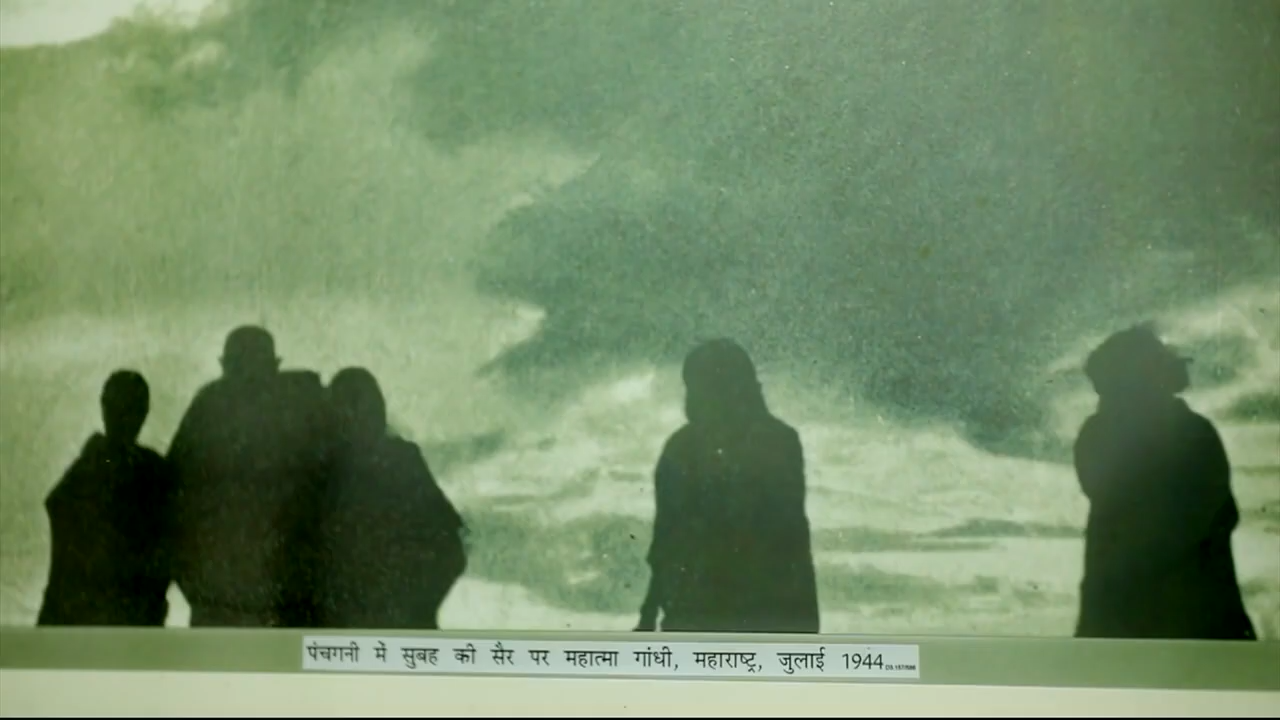 पंचगनी में सुबह की सैर पर महात्मा गांधी, महाराष्ट्र, जुलाई 1944